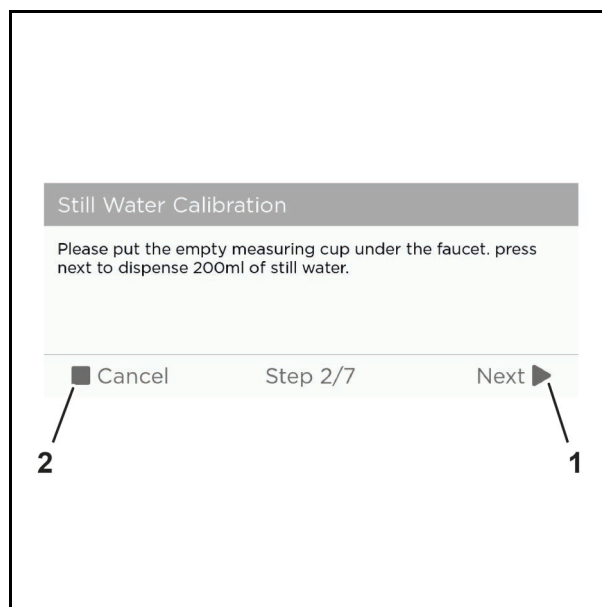 Still Water Calibration
Please put the empty measuring cup under the faucet. press
next to dispense 200ml of still water.
Cancel Step 2/7 Next
2 1